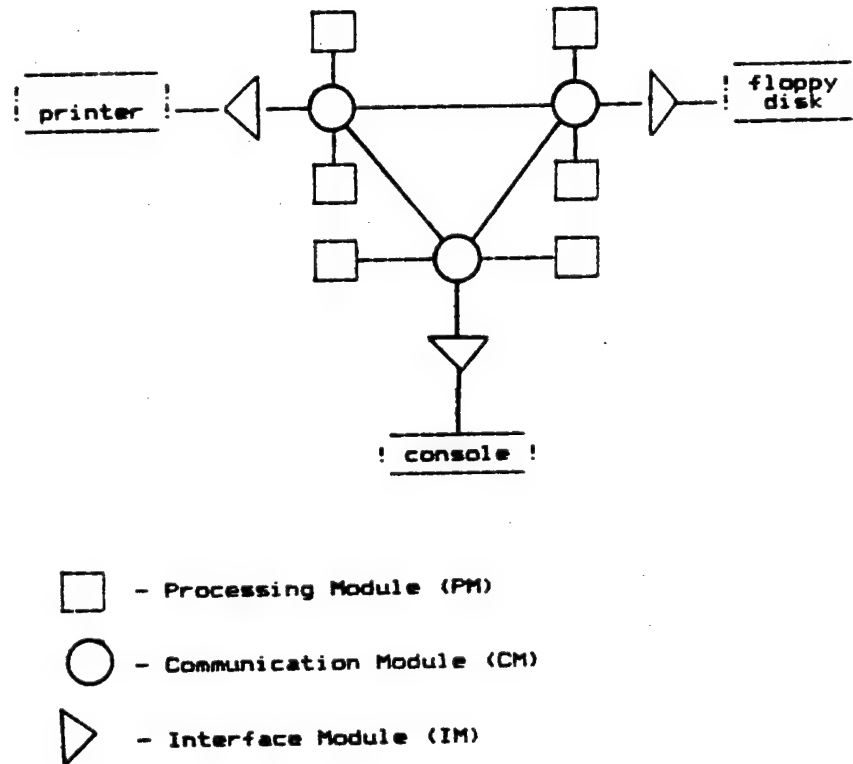 printer
floppy
disk
! console !
- Processing Module (PM)
- Communication Module (CM)
- Interface Module (IM)